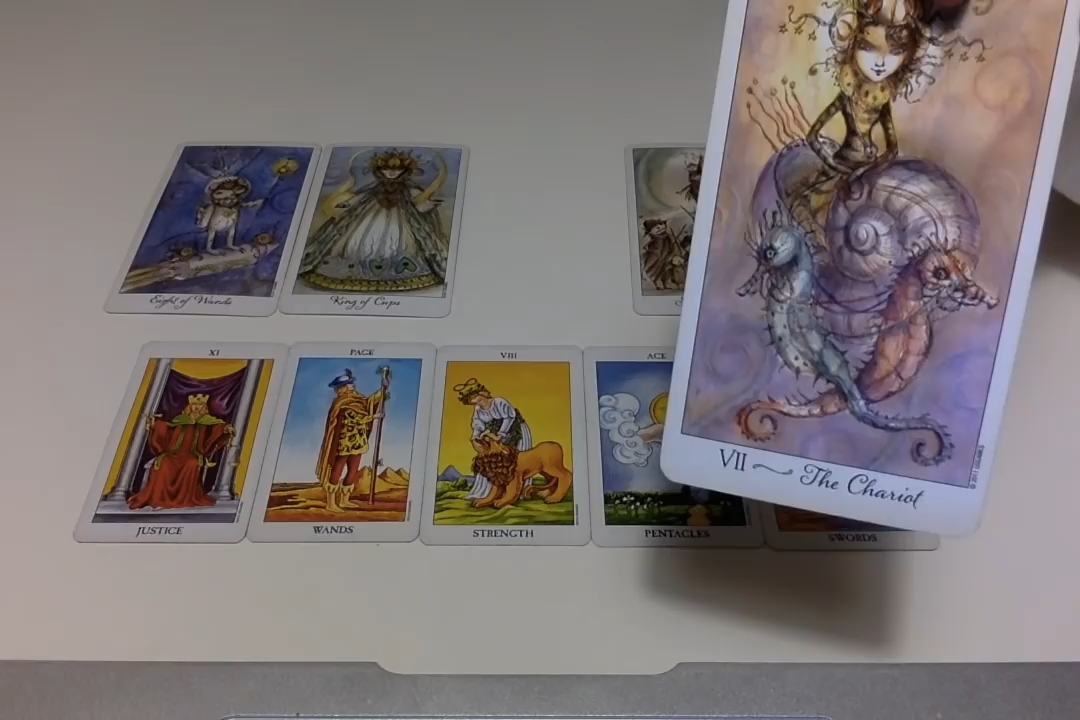 Eight of Wands
King of Cups
VII ~ The Chariot
XI
PAGE
VIII
ACE
JUSTICE
WANDS
STRENGTH
PENTACLES
SWORDS